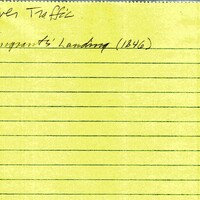 ver Traffic
migrants' Landing (1846)